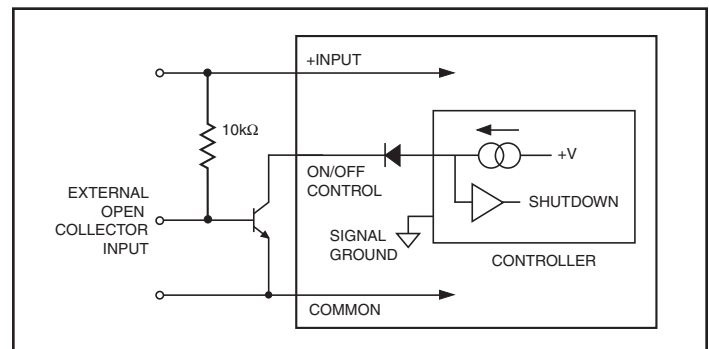 +INPUT
10kΩ
+V
ON/OFF
CONTROL
EXTERNAL
OPEN
COLLECTOR
INPUT
SHUTDOWN
SIGNAL
GROUND
CONTROLLER
COMMON